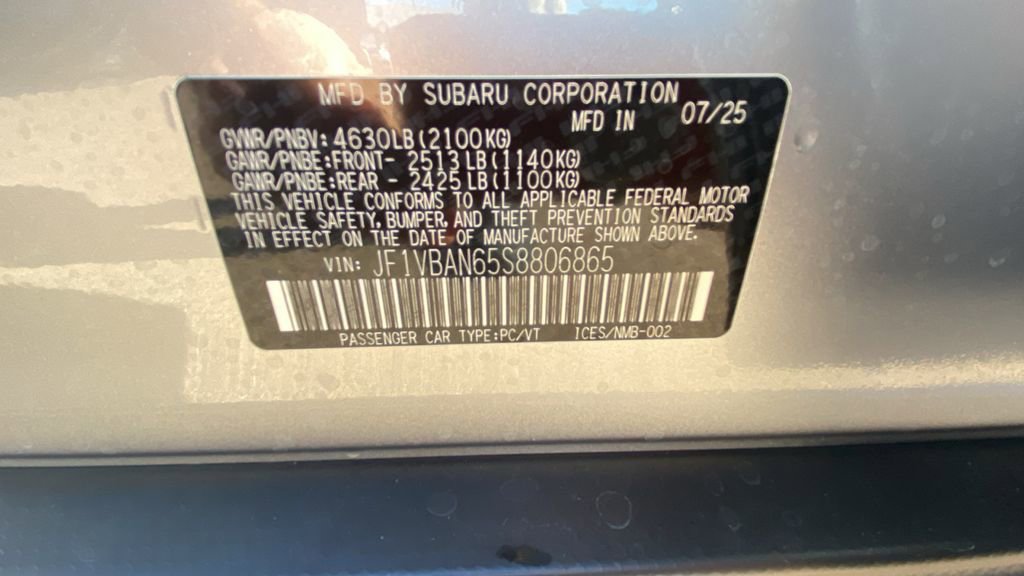 MFD BY SUBARU CORPORATION
MFD IN 07/25
GVWR/PNBV: 4630LB(2100KG)
GAWR/PNBE:FRONT- 2513LB(1140KG)
GAWR/PNBE:REAR - 2425LB(1100KG)
THIS VEHICLE CONFORMS TO ALL APPLICABLE FEDERAL MOTOR
VEHICLE SAFETY, BUMPER, AND THEFT PREVENTION STANDARDS
IN EFFECT ON THE DATE OF MANUFACTURE SHOWN ABOVE.
VIN: JF1VBAN65S8806865
PASSENGER CAR TYPE:PC/VT ICES/NMB-002